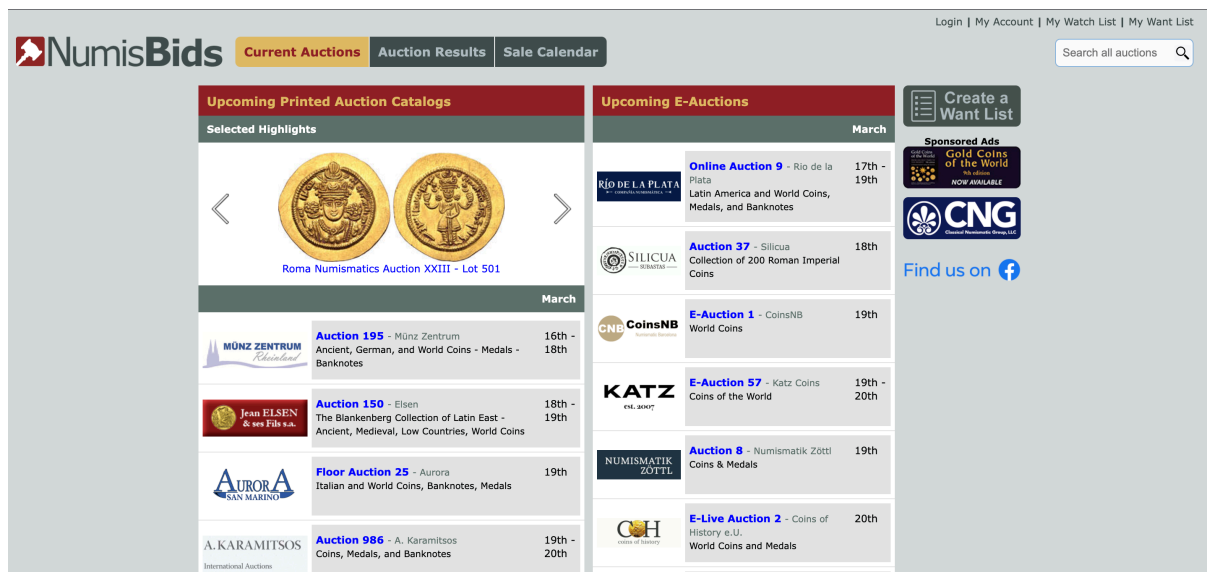 Login | My Account | My Watch List | My Want List
NumisBids
Current Auctions
Auction Results
Sale Calendar
Search all auctions
Upcoming Printed Auction Catalogs
Selected Highlights
Roma Numismatics Auction XXIII - Lot 501
March
MÜNZ ZENTRUM
Rheinland
Auction 195 - Münz Zentrum
Ancient, German, and World Coins - Medals -
Banknotes
16th -
18th
Jean ELSEN
& ses Fils s.a.
Auction 150 - Elsen
The Blankenberg Collection of Latin East -
Ancient, Medieval, Low Countries, World Coins
18th -
19th
AURORA
SAN MARINO
Floor Auction 25 - Aurora
Italian and World Coins, Banknotes, Medals
19th
A. KARAMITSOS
International Auctions
Auction 986 - A. Karamitsos
Coins, Medals, and Banknotes
19th -
20th
Upcoming E-Auctions
March
RÍO DE LA PLATA
COMPAÑÍA NUMISMÁTICA
Online Auction 9 - Rio de la
Plata
Latin America and World Coins,
Medals, and Banknotes
17th -
19th
SILICUA
SUBASTAS
Auction 37 - Silicua
Collection of 200 Roman Imperial
Coins
18th
CNB
CoinsNB
E-Auction 1 - CoinsNB
World Coins
19th
KATZ
est. 2007
E-Auction 57 - Katz Coins
Coins of the World
19th -
20th
NUMISMATIK
ZÖTTL
Auction 8 - Numismatik Zöttl
Coins & Medals
19th
COH
coins of history
E-Live Auction 2 - Coins of
History e.U.
World Coins and Medals
20th
Create a
Want List
Sponsored Ads
Gold Coins
of the World
Gold Coins
of the World
9th edition
NOW AVAILABLE
CNG
Classical Numismatic Group, LLC
Find us on